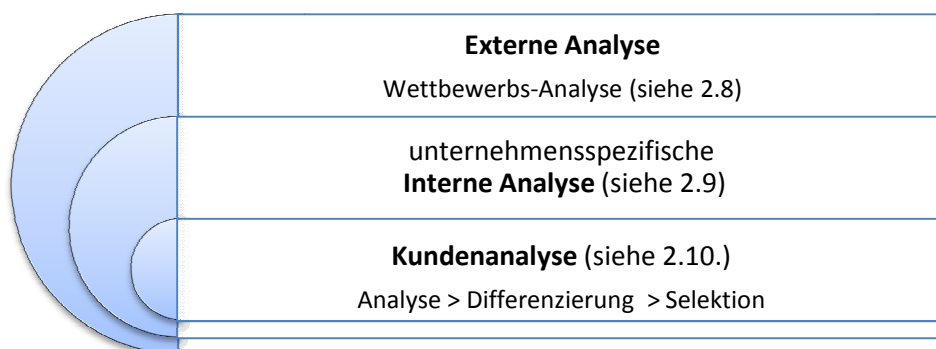 Externe Analyse
Wettbewerbs-Analyse (siehe 2.8)
unternehmensspezifische
Interne Analyse (siehe 2.9)
Kundenanalyse (siehe 2.10.)
Analyse > Differenzierung > Selektion